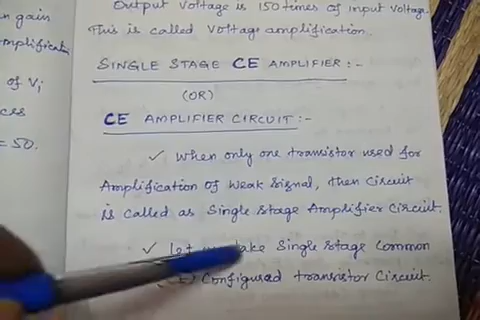 n gain
mplification
of Vi
ces
= 50.
Output Voltage is 150 times of input Voltage.
This is called Voltage amplification.
SINGLE STAGE CE AMPLIFIER:-
(OR)
CE AMPLIFIER CIRCUIT:-
✓ When only one transistor used for
Amplification of weak signal, then circuit
is called as Single stage Amplifier circuit.
✓ Let us take Single stage Common
Configured transistor circuit.